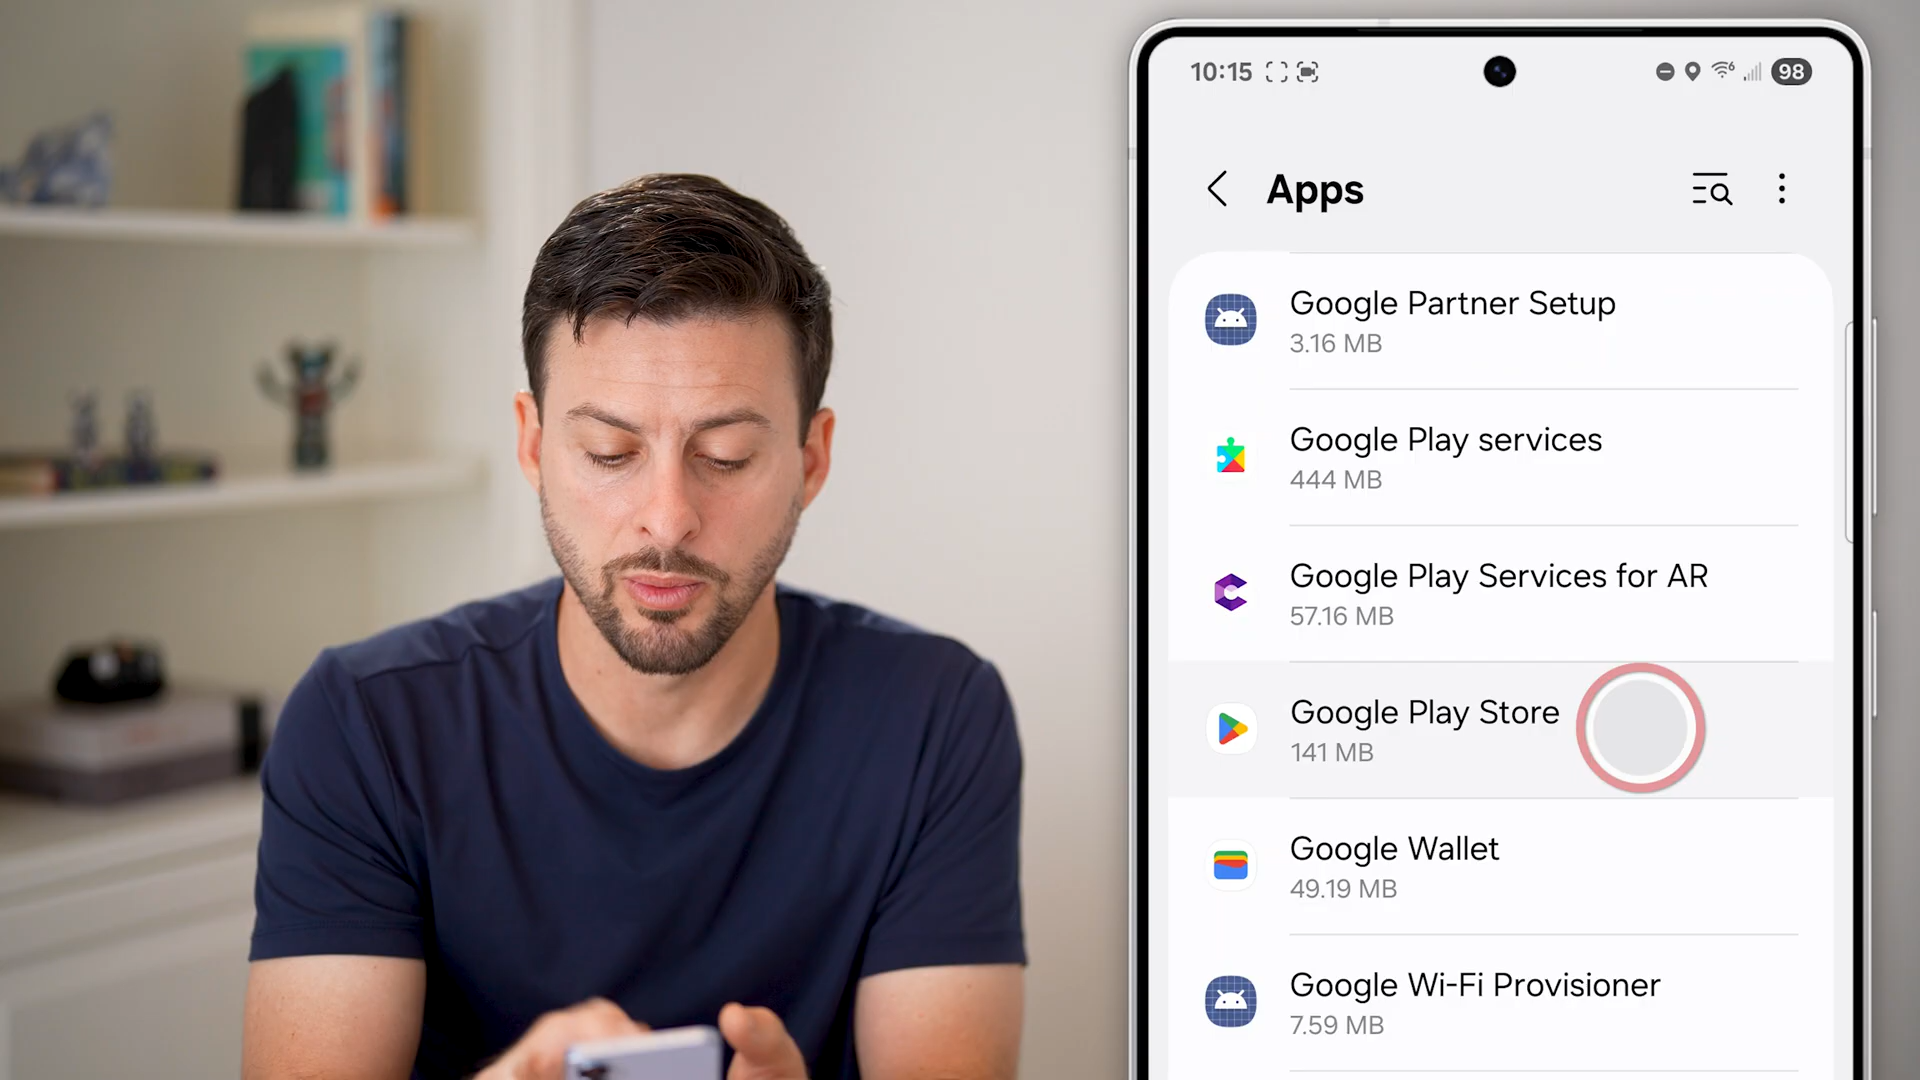 10:15
98
Apps
Google Partner Setup
3.16 MB
Google Play services
444 MB
Google Play Services for AR
57.16 MB
Google Play Store
141 MB
Google Wallet
49.19 MB
Google Wi-Fi Provisioner
7.59 MB